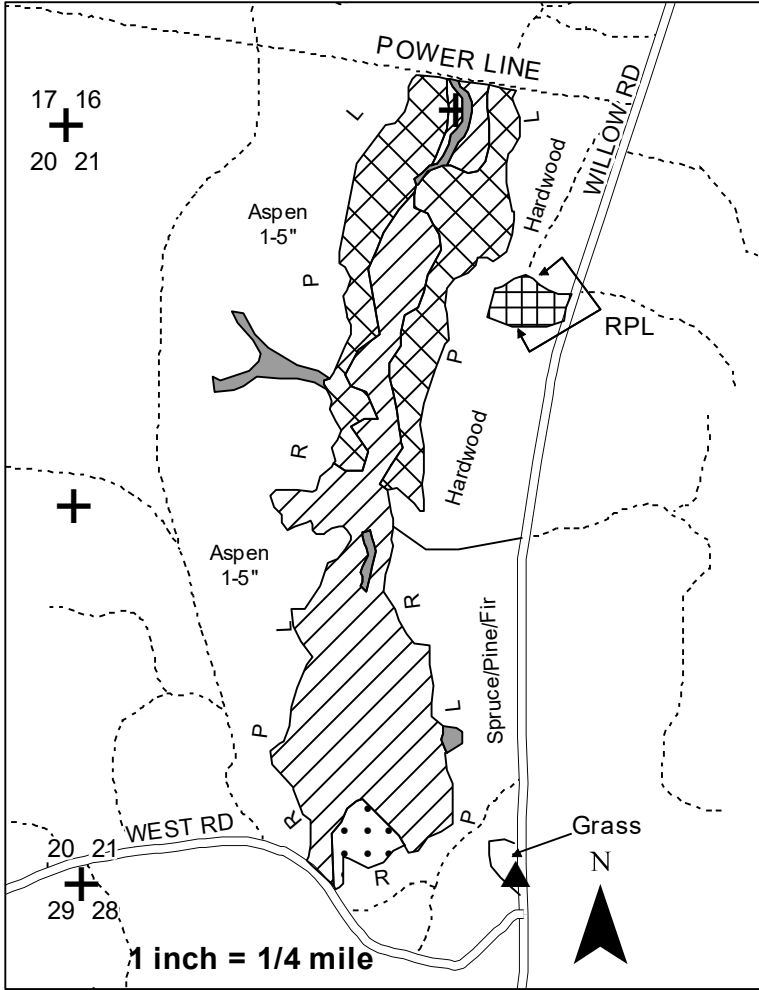 POWER LINE
17 16
20 21
L
L
WILLOW RD
Hardwood
Aspen
1-5"
P
RPL
P
R
Hardwood
Aspen
1-5"
R
L
Spruce/Pine/Fir
L
P
R
P
WEST RD
Grass
20 21
29 28
R
N
1 inch = 1/4 mile